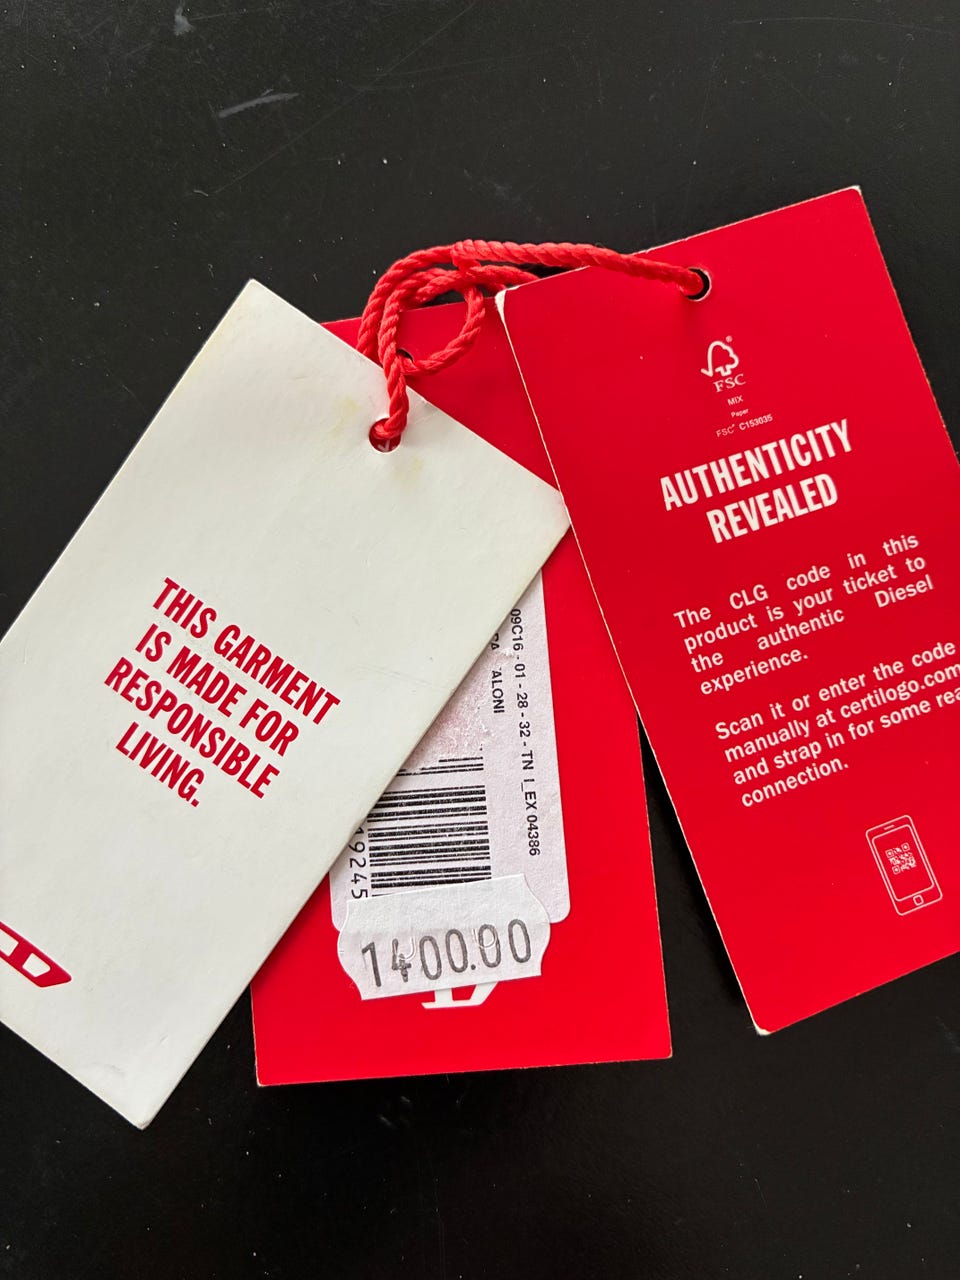 THIS GARMENT
IS MADE FOR
RESPONSIBLE
LIVING.
09C16 - 01 - 28 - 32 - TN I_EX 04386
ALONI
19245
1400.00
FSC®
MIX
Paper
FSC® C153035
AUTHENTICITY
REVEALED
The CLG code in this
product is your ticket to
the authentic Diesel
experience.
Scan it or enter the code
manually at certilogo.com
and strap in for some rea
connection.